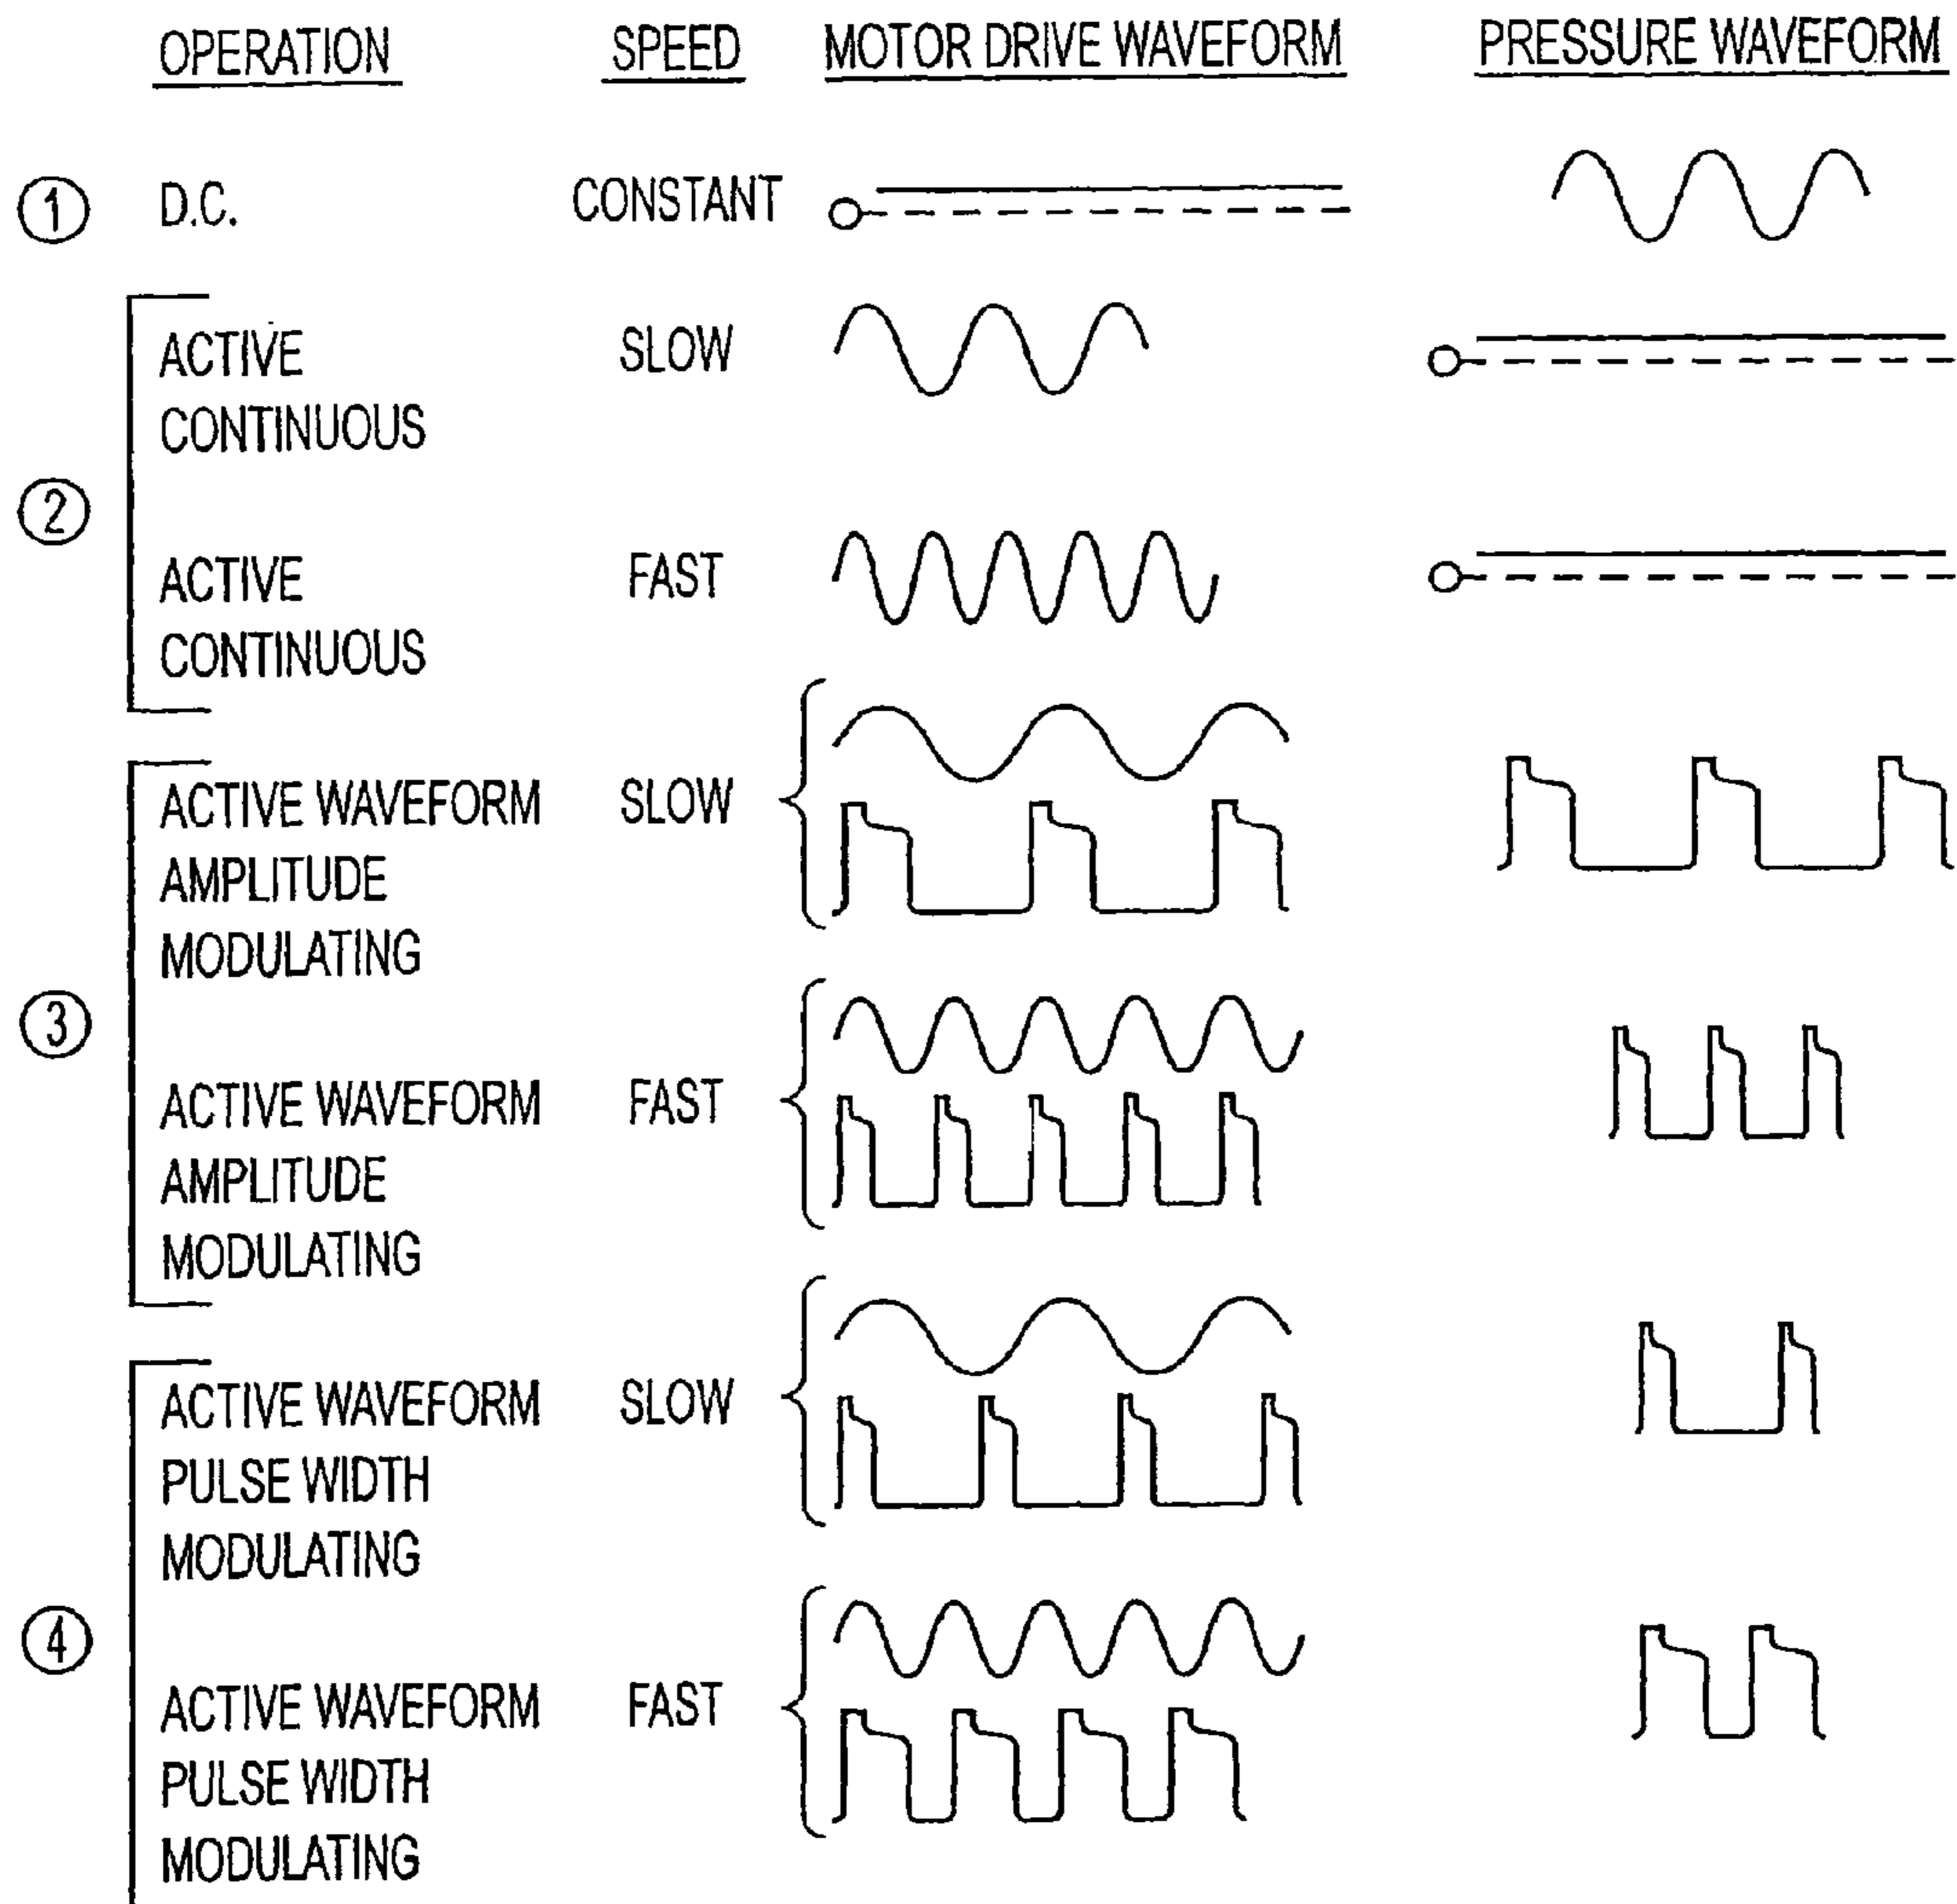 OPERATION SPEED MOTOR DRIVE WAVEFORM PRESSURE WAVEFORM
1 D.C. CONSTANT
ACTIVE SLOW
CONTINUOUS
2
ACTIVE FAST
CONTINUOUS
ACTIVE WAVEFORM SLOW
AMPLITUDE
MODULATING
3
ACTIVE WAVEFORM FAST
AMPLITUDE
MODULATING
ACTIVE WAVEFORM SLOW
PULSE WIDTH
MODULATING
4
ACTIVE WAVEFORM FAST
PULSE WIDTH
MODULATING